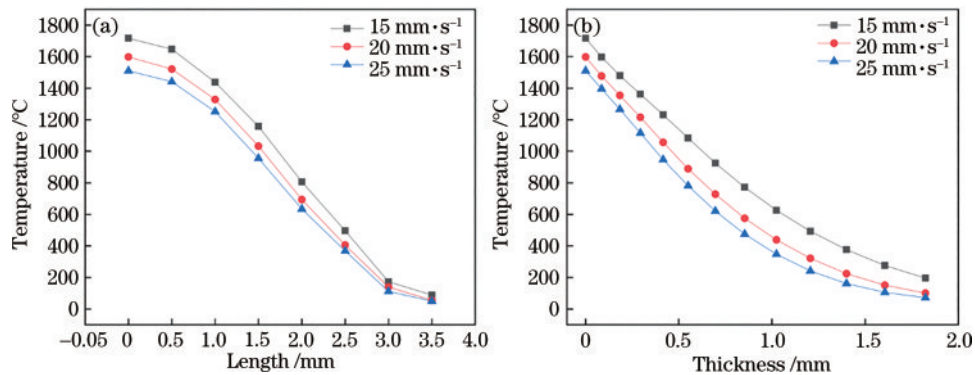 (a)
15 mm·s⁻¹
20 mm·s⁻¹
25 mm·s⁻¹
1800
1600
1400
1200
1000
800
600
400
200
0
Temperature /°C
−0.05 0 0.5 1.0 1.5 2.0 2.5 3.0 3.5 4.0
Length /mm
(b)
15 mm·s⁻¹
20 mm·s⁻¹
25 mm·s⁻¹
1800
1600
1400
1200
1000
800
600
400
200
0
Temperature /°C
0 0.5 1.0 1.5 2.0
Thickness /mm